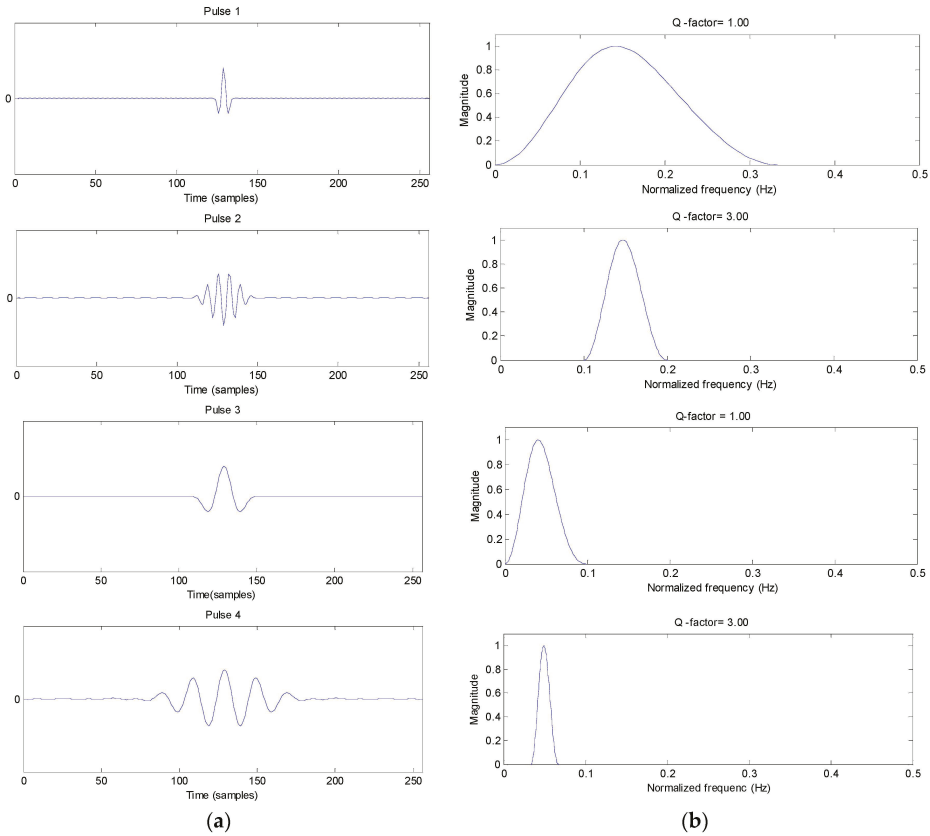 Pulse 1
0
0 50 100 150 200 250
Time (samples)
Q -factor= 1.00
Magnitude
1
0.8
0.6
0.4
0.2
0
0 0.1 0.2 0.3 0.4 0.5
Normalized frequency (Hz)
Pulse 2
0
0 50 100 150 200 250
Time (samples)
Q -factor= 3.00
Magnitude
1
0.8
0.6
0.4
0.2
0
0 0.1 0.2 0.3 0.4 0.5
Normalized frequency (Hz)
Pulse 3
0
0 50 100 150 200 250
Time(samples)
Q -factor = 1.00
Magnitude
1
0.8
0.6
0.4
0.2
0
0 0.1 0.2 0.3 0.4 0.5
Normalized frequency (Hz)
Pulse 4
0
0 50 100 150 200 250
Time (samples)
Q -factor= 3.00
Magnitude
1
0.8
0.6
0.4
0.2
0
0 0.1 0.2 0.3 0.4 0.5
Normalized frequenc (Hz)
(a) (b)